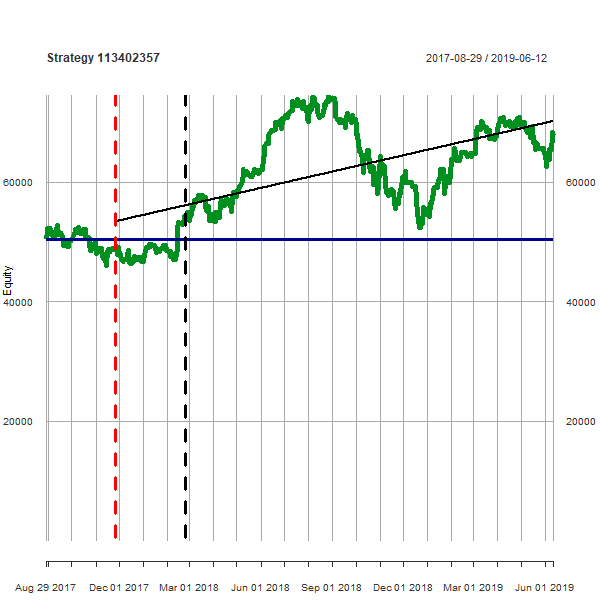 Strategy 113402357
2017-08-29 / 2019-06-12
60000 60000
Equity
40000 40000
20000 20000
Aug 29 2017 Dec 01 2017 Mar 01 2018 Jun 01 2018 Sep 01 2018 Dec 01 2018 Mar 01 2019 Jun 01 2019